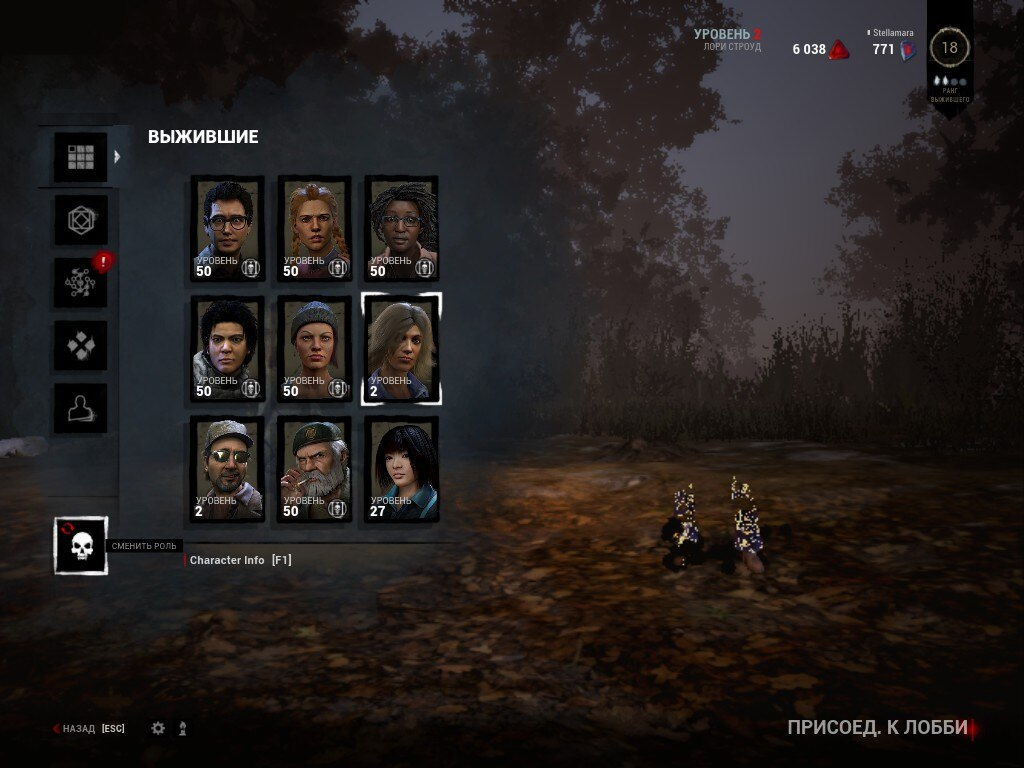 УРОВЕНЬ 2
ЛОРИ СТРОУД
6 038
Stellamara
771
18
РАНГ
ВЫЖИВШЕГО
ВЫЖИВШИЕ
УРОВЕНЬ
50
УРОВЕНЬ
50
УРОВЕНЬ
50
УРОВЕНЬ
50
УРОВЕНЬ
50
УРОВЕНЬ
2
УРОВЕНЬ
2
УРОВЕНЬ
50
УРОВЕНЬ
27
СМЕНИТЬ РОЛЬ
Character Info [F1]
НАЗАД [ESC]
ПРИСОЕД. К ЛОББИ